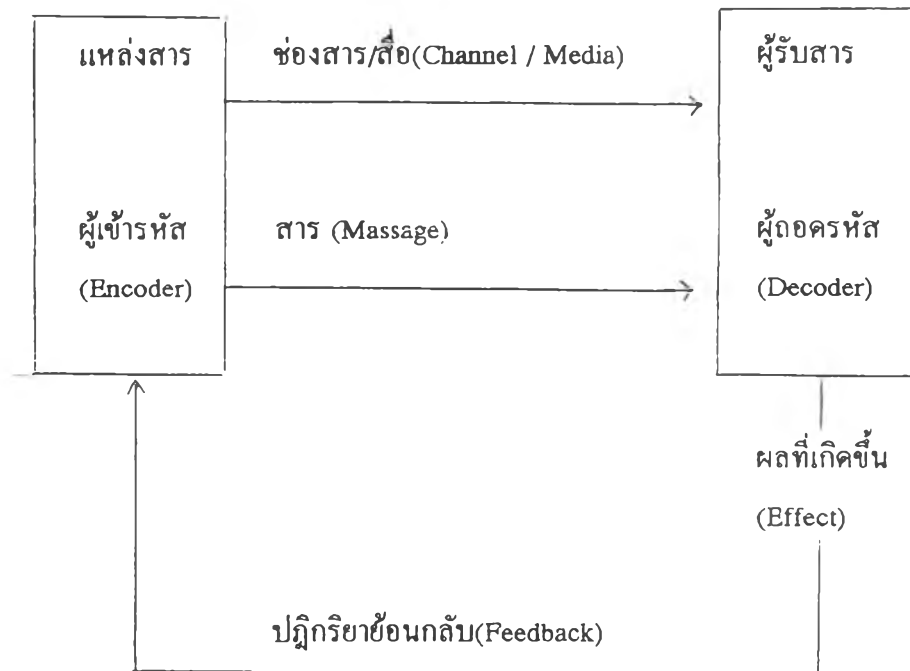 แหล่งสาร ช่องสาร/สื่อ(Channel / Media) ผู้รับสาร
ผู้เข้ารหัส สาร (Massage) ผู้ถอดรหัส
(Encoder) (Decoder)
ผลที่เกิดขึ้น
(Effect)
ปฎิกริยาย้อนกลับ(Feedback)